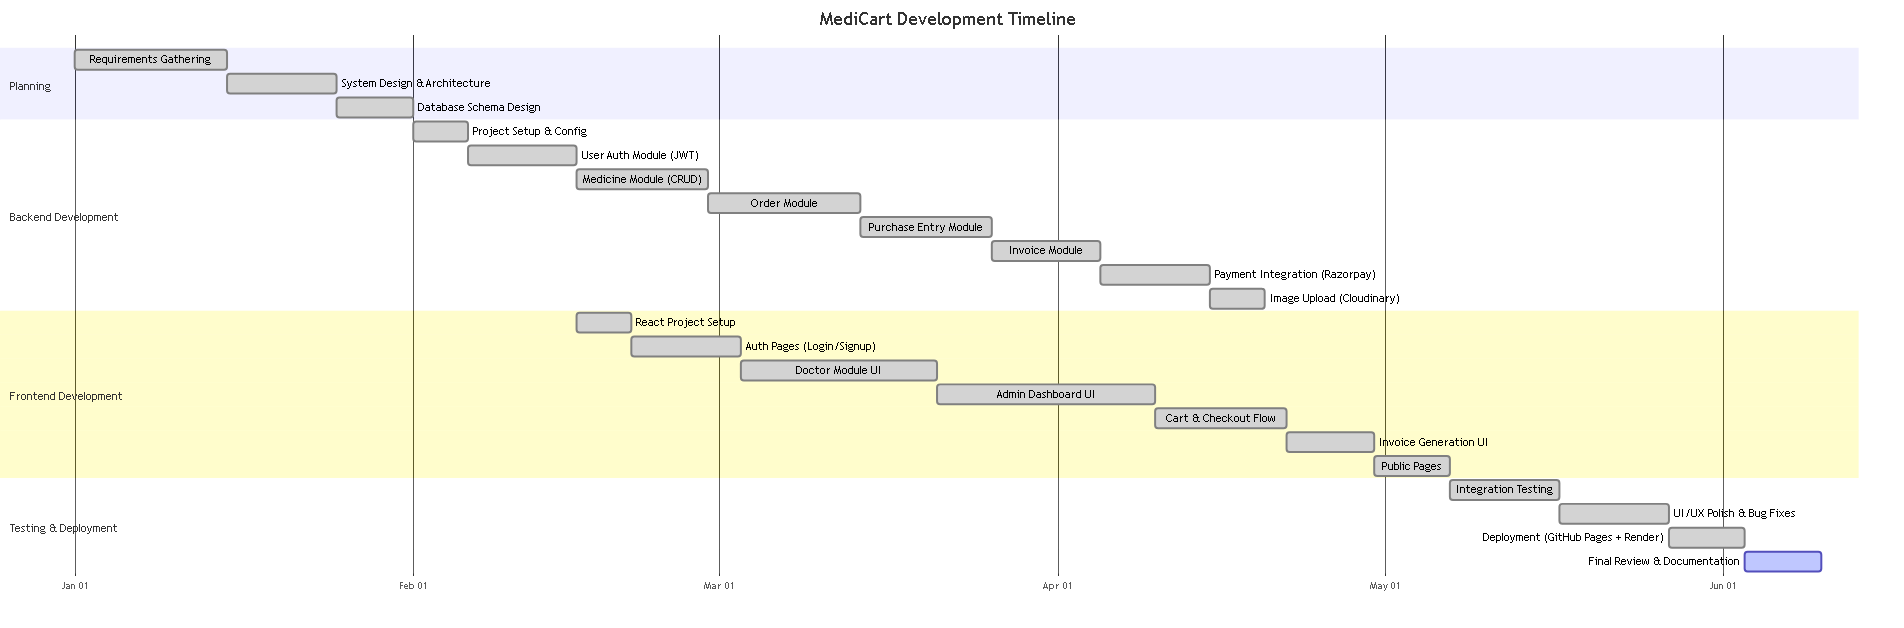 MediCart Development Timeline
Requirements Gathering
System Design & Architecture
Planning
Database Schema Design
Project Setup & Config
User Auth Module (JWT)
Medicine Module (CRUD)
Order Module
Backend Development
Purchase Entry Module
Invoice Module
Payment Integration (Razorpay)
Image Upload (Cloudinary)
React Project Setup
Auth Pages (Login/Signup)
Doctor Module UI
Admin Dashboard UI
Frontend Development
Cart & Checkout Flow
Invoice Generation UI
Public Pages
Integration Testing
UI/UX Polish & Bug Fixes
Testing & Deployment
Deployment (GitHub Pages + Render)
Final Review & Documentation
Jan 01 Feb 01 Mar 01 Apr 01 May 01 Jun 01